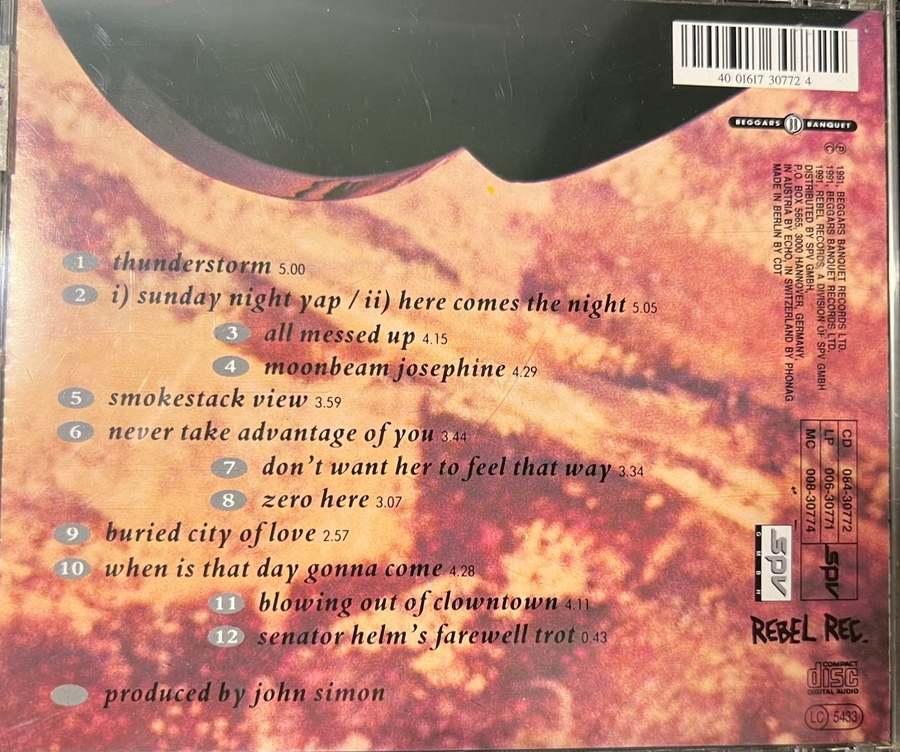 40 01617 30772 4
BEGGARS BANQUET
℗ ©
1991, BEGGARS BANQUET RECORDS LTD.
1991, BEGGARS BANQUET RECORDS LTD.
1991, REBEL RECORDS, A DIVISION OF SPV GMBH
DISTRIBUTED BY SPV GMBH,
P.O. BOX 5665, 3000 HANNOVER, GERMANY,
IN AUSTRIA BY ECHO, IN SWITZERLAND BY PHONAG
MADE IN BERLIN BY CDT
1 thunderstorm 5.00
2 i) sunday night yap / ii) here comes the night 5.05
3 all messed up 4.15
4 moonbeam josephine 4.29
5 smokestack view 3.59
6 never take advantage of you 3.44
7 don't want her to feel that way 3.34
8 zero here 3.07
9 buried city of love 2.57
10 when is that day gonna come 4.28
11 blowing out of clowntown 4.11
12 senator helm's farewell trot 0.43
produced by john simon
CD 084-30772
LP 006-30771
MC 008-30774
spv
spv
GMBH
REBEL REC.
COMPACT
disc
DIGITAL AUDIO
LC 5433